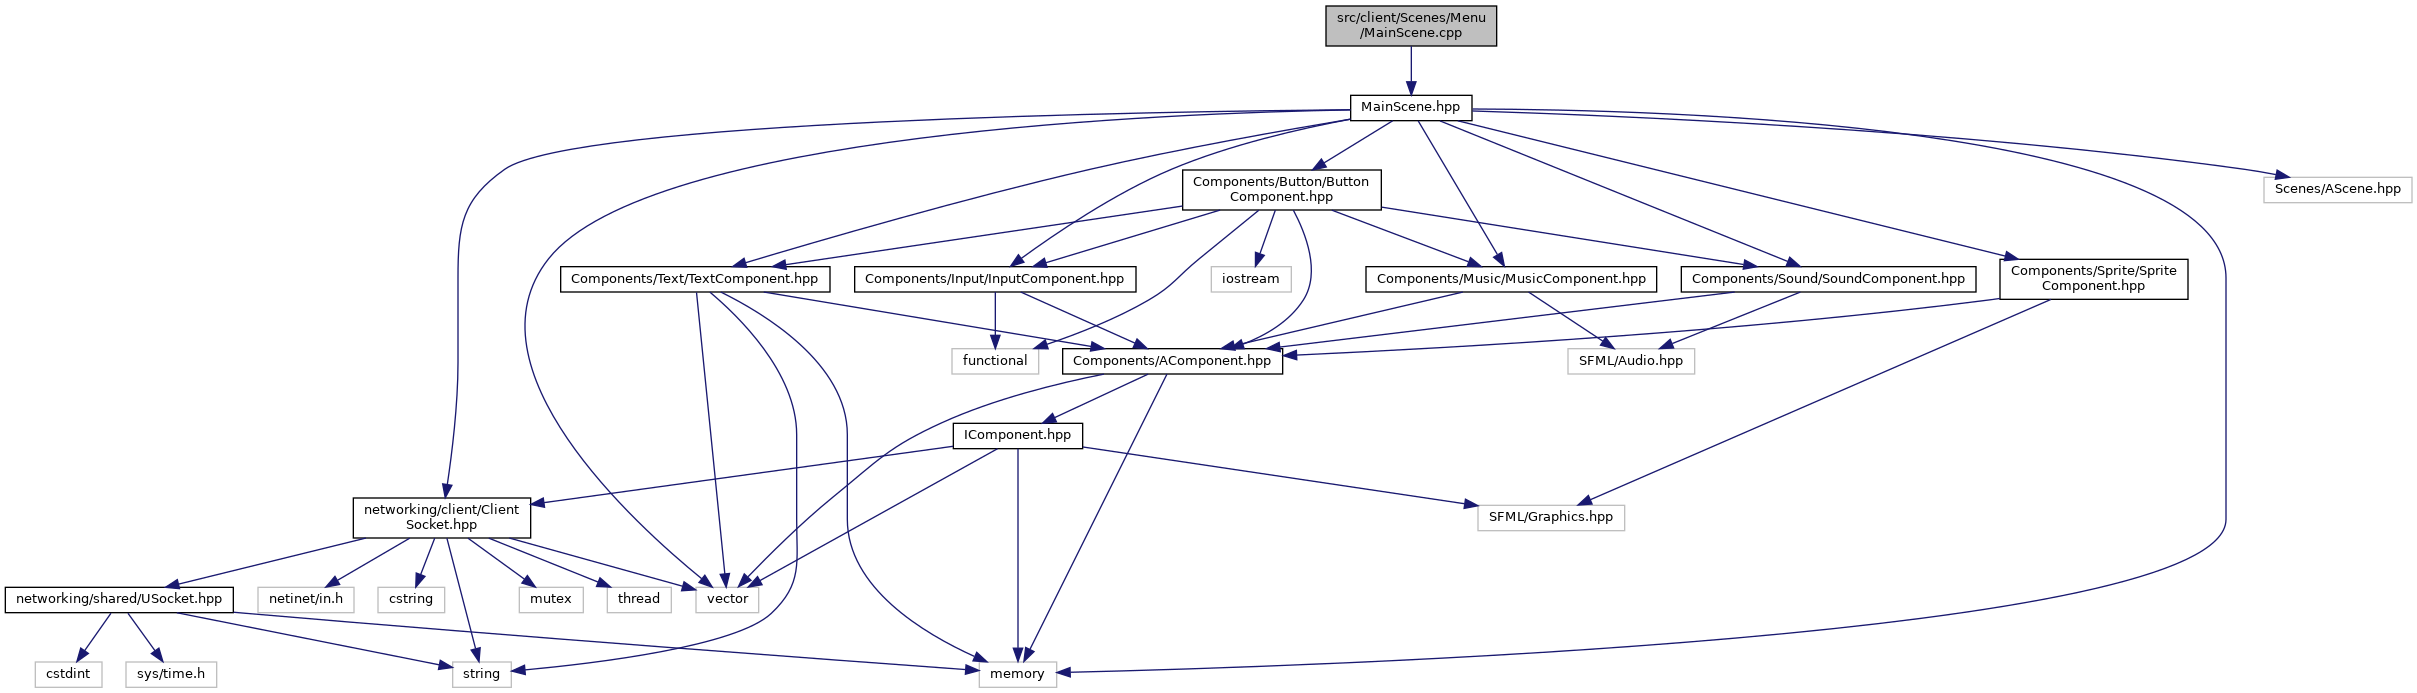 src/client/Scenes/Menu
/MainScene.cpp
MainScene.hpp
Components/Button/Button
Component.hpp
Scenes/AScene.hpp
Components/Text/TextComponent.hpp
Components/Input/InputComponent.hpp
iostream
Components/Music/MusicComponent.hpp
Components/Sound/SoundComponent.hpp
Components/Sprite/Sprite
Component.hpp
functional
Components/AComponent.hpp
SFML/Audio.hpp
IComponent.hpp
networking/client/Client
Socket.hpp
SFML/Graphics.hpp
networking/shared/USocket.hpp
netinet/in.h
cstring
mutex
thread
vector
cstdint
sys/time.h
string
memory